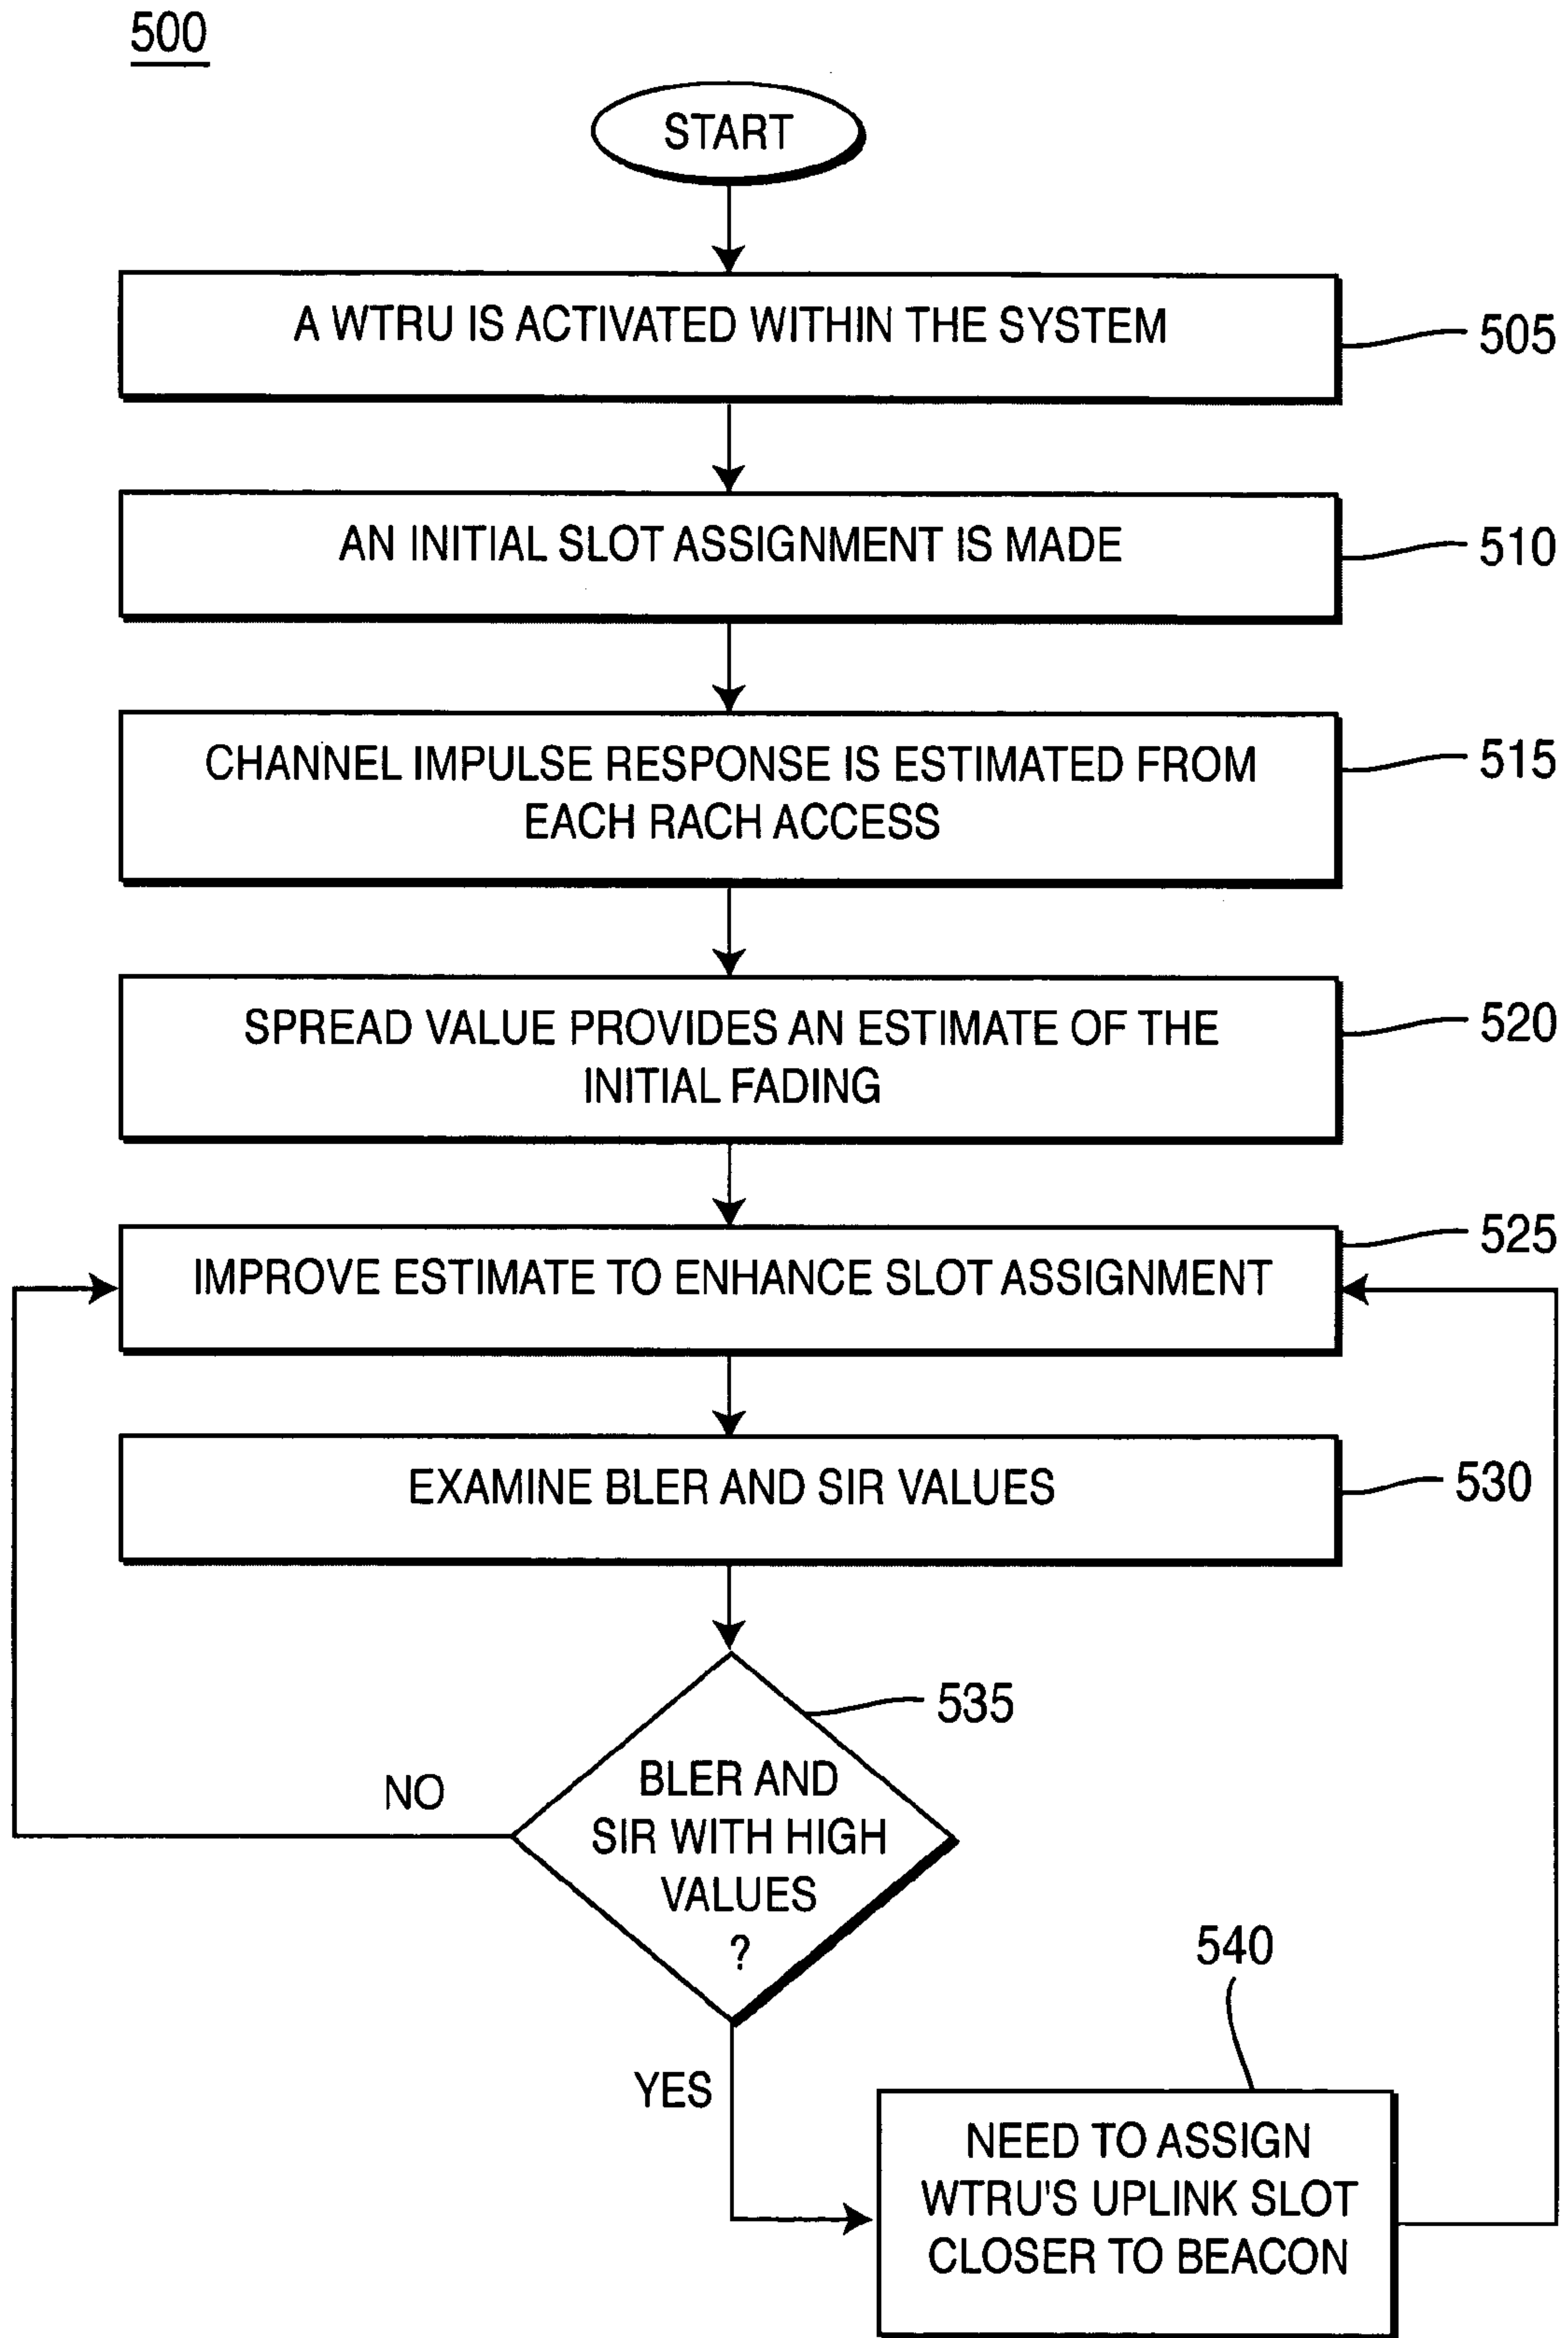 500
START
A WTRU IS ACTIVATED WITHIN THE SYSTEM
505
AN INITIAL SLOT ASSIGNMENT IS MADE
510
CHANNEL IMPULSE RESPONSE IS ESTIMATED FROM
EACH RACH ACCESS
515
SPREAD VALUE PROVIDES AN ESTIMATE OF THE
INITIAL FADING
520
IMPROVE ESTIMATE TO ENHANCE SLOT ASSIGNMENT
525
EXAMINE BLER AND SIR VALUES
530
535
BLER AND
SIR WITH HIGH
VALUES
?
NO
YES
540
NEED TO ASSIGN
WTRU'S UPLINK SLOT
CLOSER TO BEACON